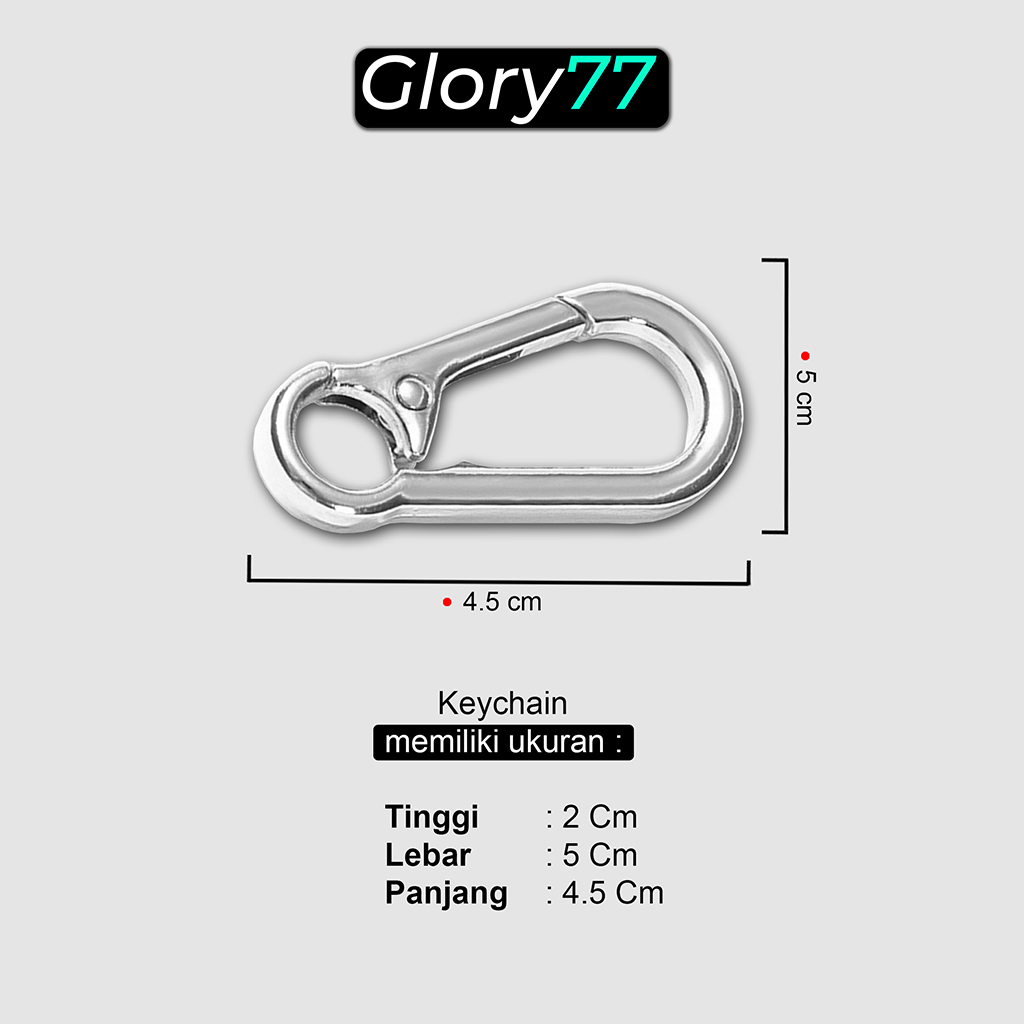 Glory77
5 cm
4.5 cm
Keychain
memiliki ukuran :
Tinggi : 2 Cm
Lebar : 5 Cm
Panjang : 4.5 Cm